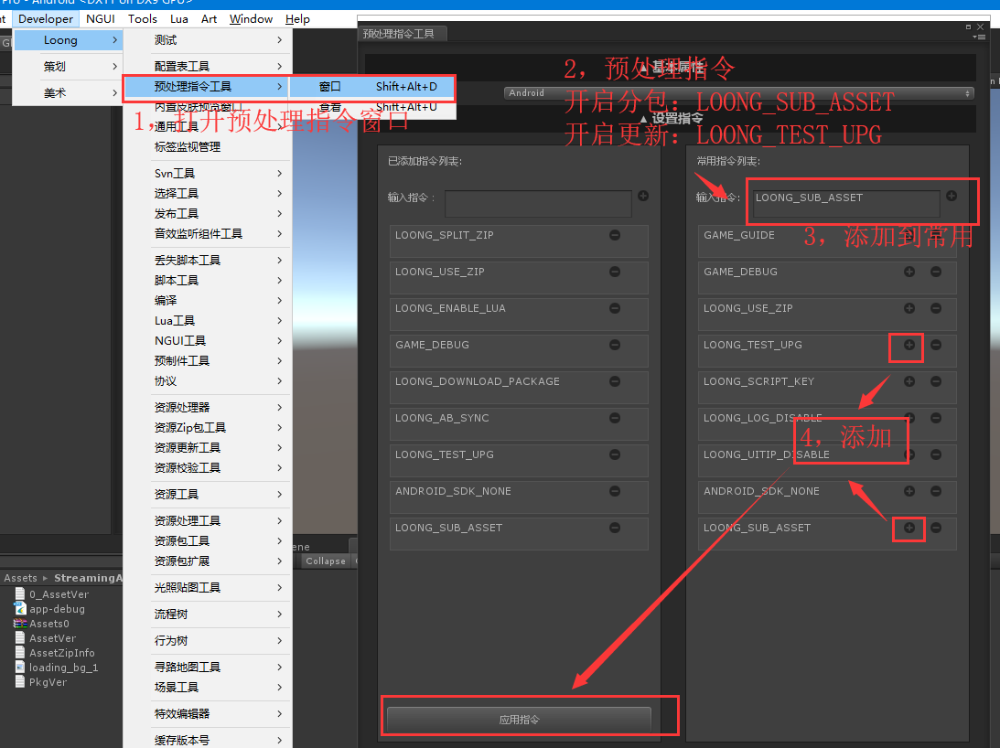 Pro - Android <DX11 on DX9 GPU>
Developer NGUI Tools Lua Art Window Help
Loong
策划
美术
测试
配置表工具
预处理指令工具
窗口 Shift+Alt+D
内置皮肤预览窗口
查看 Shift+Alt+U
通用工具
标签监视管理
Svn工具
选择工具
发布工具
音效监听组件工具
丢失脚本工具
脚本工具
编译
Lua工具
NGUI工具
预制件工具
协议
资源处理器
资源Zip包工具
资源更新工具
资源校验工具
资源工具
资源处理工具
资源包工具
资源包扩展
光照贴图工具
流程树
行为树
寻路地图工具
场景工具
特效编辑器
缓存版本号
1，打开预处理指令窗口
预处理指令工具
▲ 基本属性
Android
▲ 设置指令
2，预处理指令
开启分包：LOONG_SUB_ASSET
开启更新：LOONG_TEST_UPG
已添加指令列表:
输入指令：
LOONG_SPLIT_ZIP
LOONG_USE_ZIP
LOONG_ENABLE_LUA
GAME_DEBUG
LOONG_DOWNLOAD_PACKAGE
LOONG_AB_SYNC
LOONG_TEST_UPG
ANDROID_SDK_NONE
LOONG_SUB_ASSET
应用指令
常用指令列表:
输入指令: LOONG_SUB_ASSET
3，添加到常用
GAME_GUIDE
GAME_DEBUG
LOONG_USE_ZIP
LOONG_TEST_UPG
LOONG_SCRIPT_KEY
LOONG_LOG_DISABLE
LOONG_UITIP_DISABLE
4，添加
ANDROID_SDK_NONE
LOONG_SUB_ASSET
Collapse
Assets ▸ StreamingA
0_AssetVer
app-debug
Assets0
AssetVer
AssetZipInfo
loading_bg_1
PkgVer